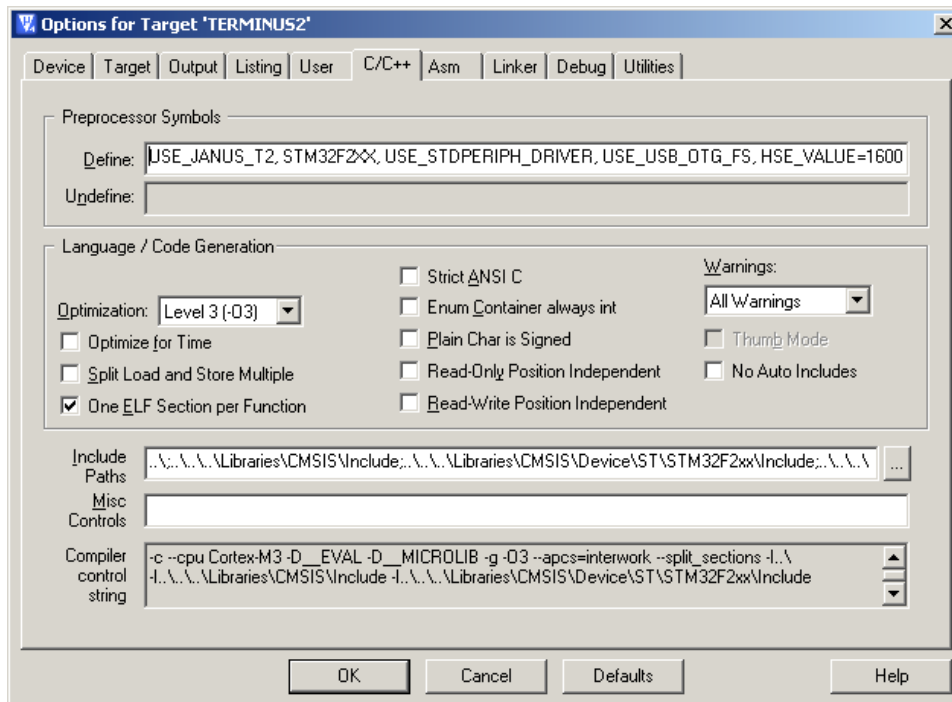 Options for Target 'TERMINUS2'
Device Target Output Listing User C/C++ Asm Linker Debug Utilities
Preprocessor Symbols
Define: USE_JANUS_T2, STM32F2XX, USE_STDPERIPH_DRIVER, USE_USB_OTG_FS, HSE_VALUE=1600
Undefine:
Language / Code Generation
Optimization: Level 3 (-O3)
Optimize for Time
Split Load and Store Multiple
One ELF Section per Function
Strict ANSI C
Enum Container always int
Plain Char is Signed
Read-Only Position Independent
Read-Write Position Independent
Warnings:
All Warnings
Thumb Mode
No Auto Includes
Include
Paths
..\;..\..\..\Libraries\CMSIS\Include;..\..\..\Libraries\CMSIS\Device\ST\STM32F2xx\Include;..\..\..\
...
Misc
Controls
Compiler
control
string
-c --cpu Cortex-M3 -D__EVAL -D__MICROLIB -g -O3 --apcs=interwork --split_sections -I..\
-I..\..\..\Libraries\CMSIS\Include -I..\..\..\Libraries\CMSIS\Device\ST\STM32F2xx\Include
OK Cancel Defaults Help